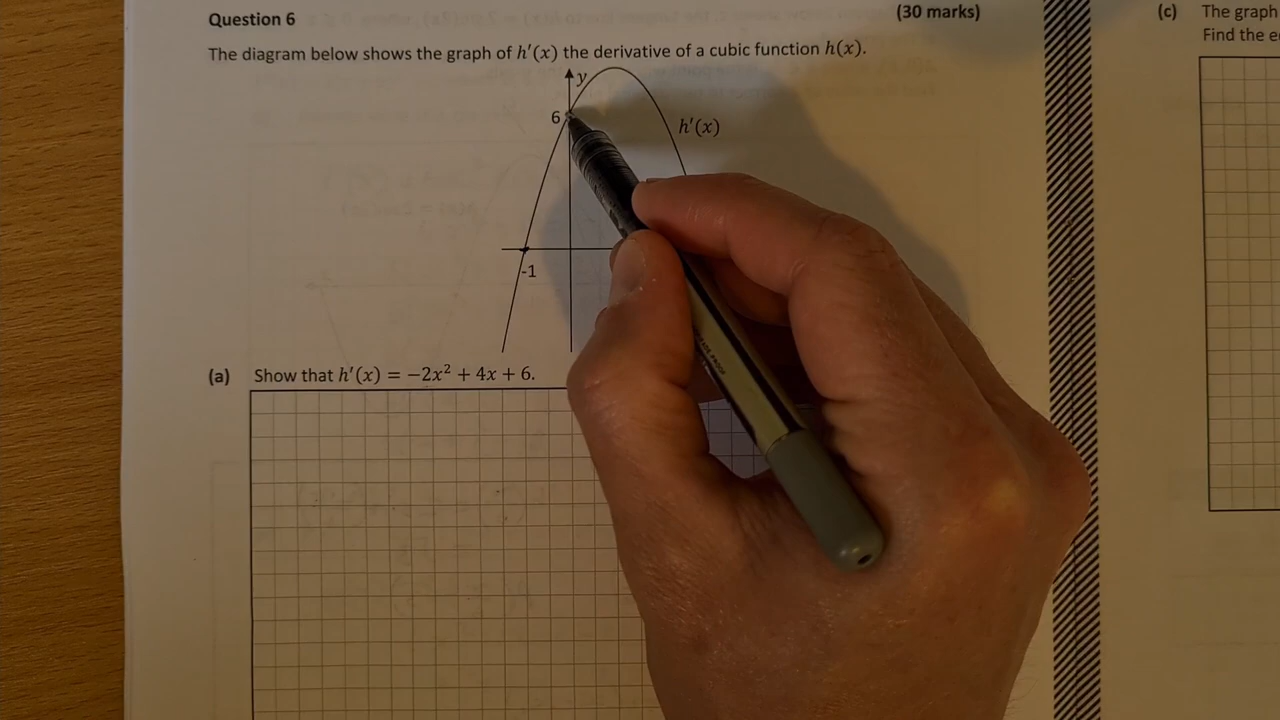 Question 6
(30 marks)
The diagram below shows the graph of h′(x) the derivative of a cubic function h(x).
y
6
h′(x)
-1
(a) Show that h′(x) = −2x² + 4x + 6.
(c) The graph
Find the